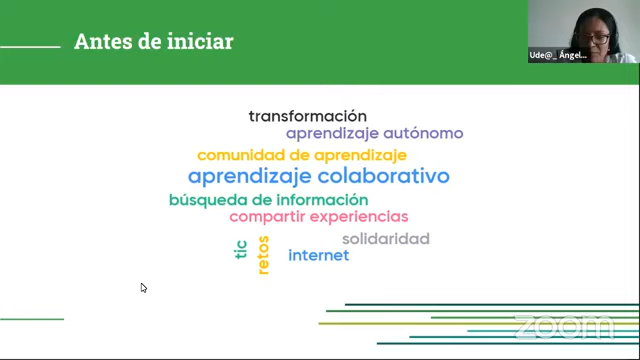 Antes de iniciar
Ude@_ Ángel...
transformación
aprendizaje autónomo
comunidad de aprendizaje
aprendizaje colaborativo
búsqueda de información
compartir experiencias
solidaridad
tic
retos
internet
zoom